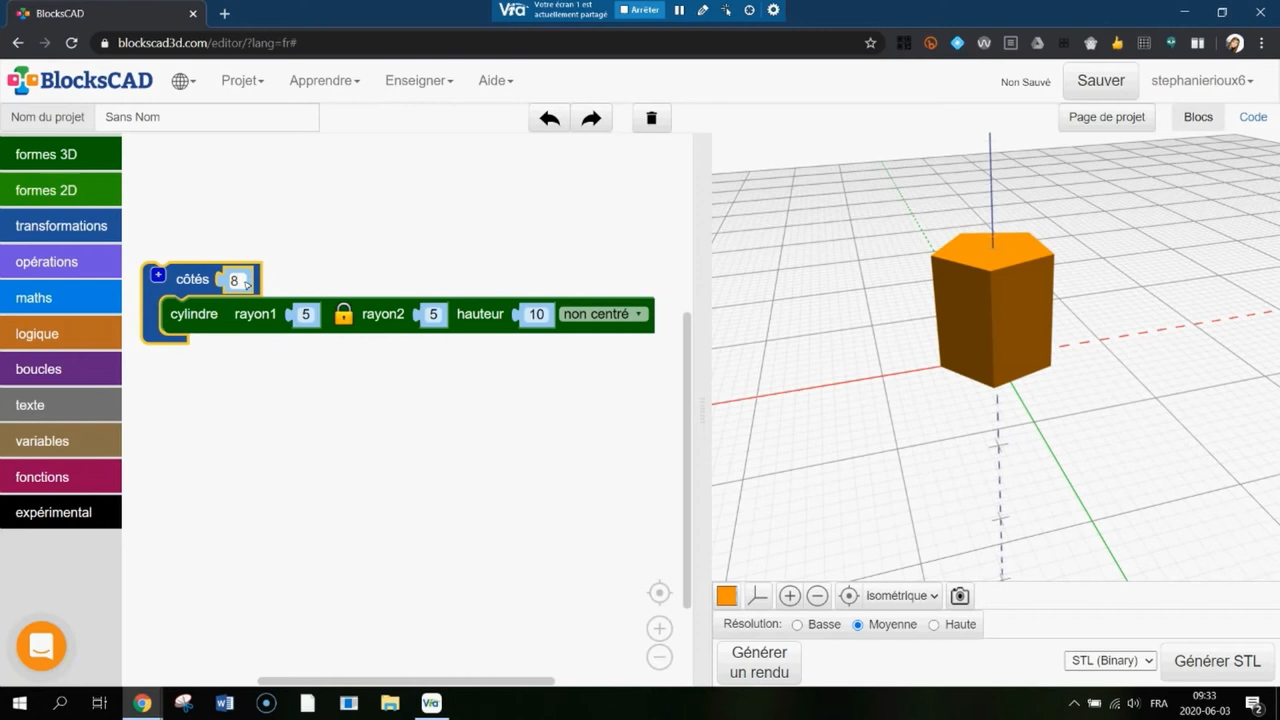 BlocksCAD
Vía
Votre écran 1 est
actuellement partagé
Arrêter
blockscad3d.com/editor/?lang=fr#
BlocksCAD
Projet
Apprendre
Enseigner
Aide
Non Sauvé
Sauver
stephanierioux6
Nom du projet
Sans Nom
Page de projet
Blocs
Code
formes 3D
formes 2D
transformations
opérations
maths
logique
boucles
texte
variables
fonctions
expérimental
côtés 8
cylindre rayon1 5 rayon2 5 hauteur 10 non centré
isométrique
Résolution: Basse Moyenne Haute
Générer
un rendu
STL (Binary)
Générer STL
Vía
FRA
09:33
2020-06-03
2